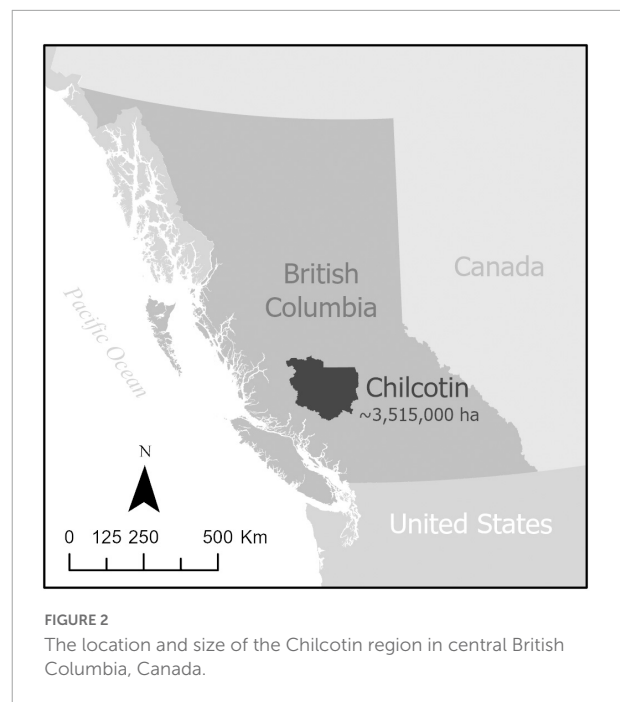 British
Columbia
Canada
Pacific Ocean
Chilcotin
~3,515,000 ha
N
United States
0 125 250 500 Km
FIGURE 2
The location and size of the Chilcotin region in central British
Columbia, Canada.